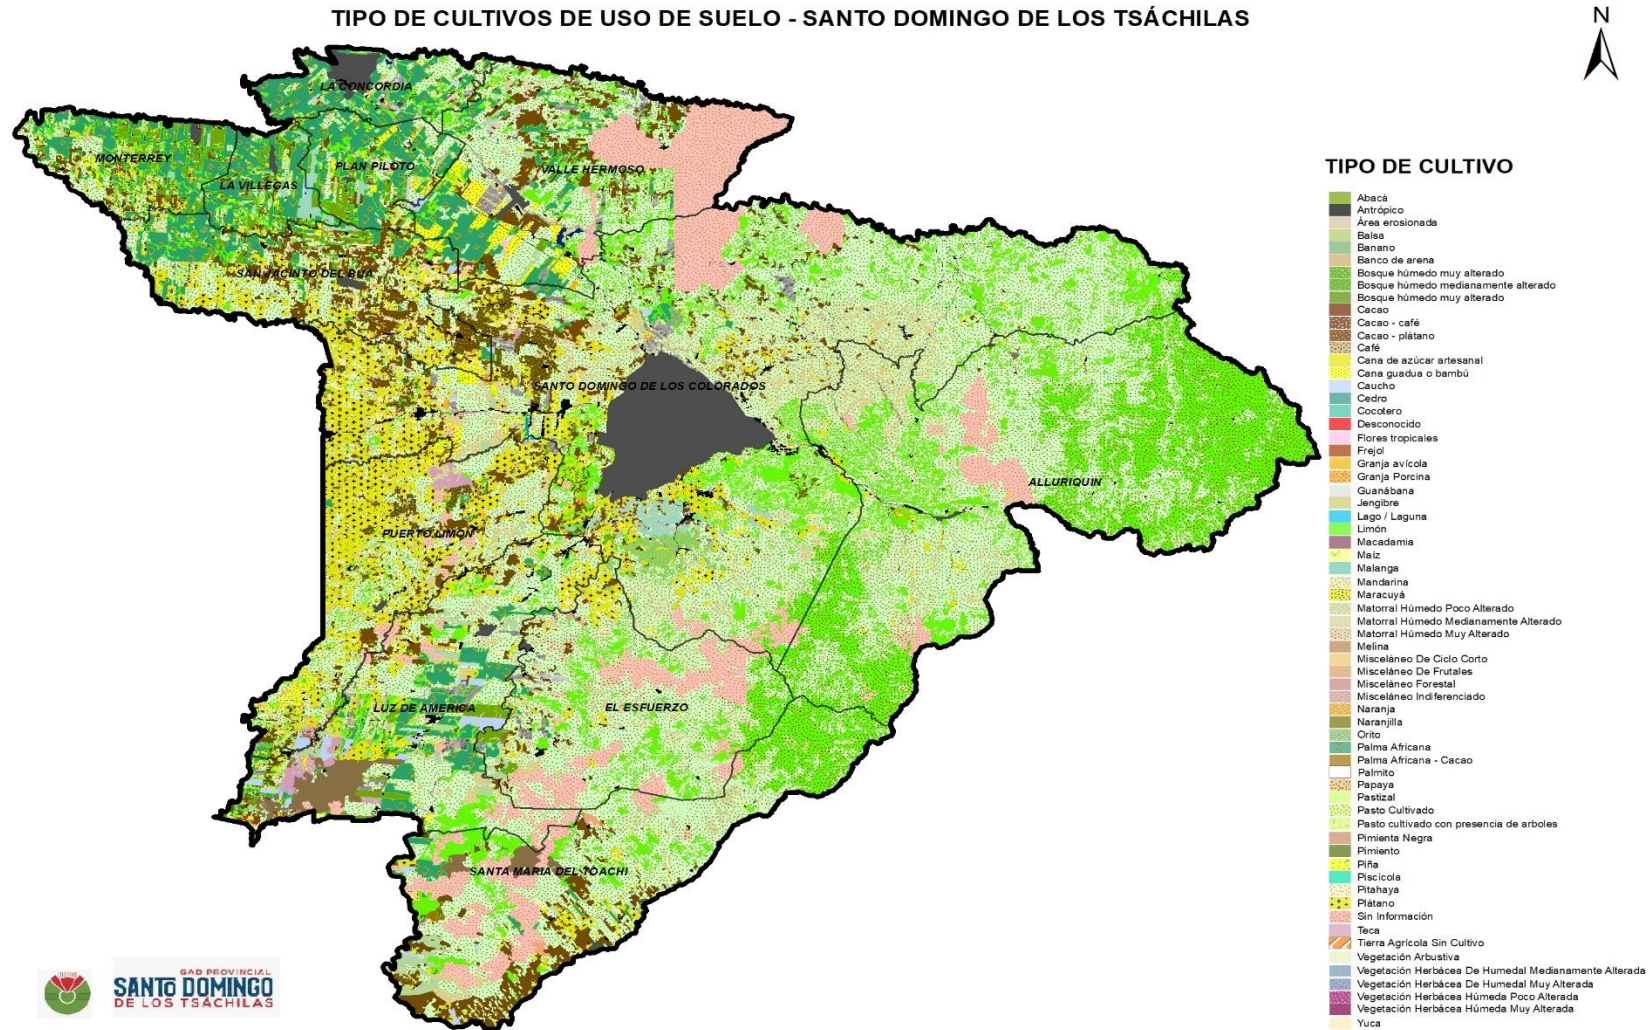 TIPO DE CULTIVOS DE USO DE SUELO - SANTO DOMINGO DE LOS TSÁCHILAS
N
LA CONCORDIA
MONTERREY
PLAN PILOTO
VALLE HERMOSO
LA VILLEGAS
SAN JACINTO DEL BUA
SANTO DOMINGO DE LOS COLORADOS
ALLURIQUIN
PUERTO LIMON
LUZ DE AMERICA
EL ESFUERZO
SANTA MARIA DEL TOACHI
TIPO DE CULTIVO
Abacá
Antrópico
Área erosionada
Balsa
Banano
Banco de arena
Bosque húmedo muy alterado
Bosque húmedo medianamente alterado
Bosque húmedo muy alterado
Cacao
Cacao - café
Cacao - plátano
Café
Cana de azúcar artesanal
Cana guadua o bambú
Caucho
Cedro
Cocotero
Desconocido
Flores tropicales
Frejol
Granja avícola
Granja Porcina
Guanábana
Jengibre
Lago / Laguna
Limón
Macadamia
Maíz
Malanga
Mandarina
Maracuyá
Matorral Húmedo Poco Alterado
Matorral Húmedo Medianamente Alterado
Matorral Húmedo Muy Alterado
Melina
Misceláneo De Ciclo Corto
Misceláneo De Frutales
Misceláneo Forestal
Misceláneo Indiferenciado
Naranja
Naranjilla
Orito
Palma Africana
Palma Africana - Cacao
Palmito
Papaya
Pastizal
Pasto Cultivado
Pasto cultivado con presencia de arboles
Pimienta Negra
Pimiento
Piña
Piscícola
Pitahaya
Plátano
Sin Información
Teca
Tierra Agrícola Sin Cultivo
Vegetación Arbustiva
Vegetación Herbácea De Humedal Medianamente Alterada
Vegetación Herbácea De Humedal Muy Alterada
Vegetación Herbácea Húmeda Poco Alterada
Vegetación Herbácea Húmeda Muy Alterada
Yuca
GAD PROVINCIAL
SANTO DOMINGO
DE LOS TSÁCHILAS